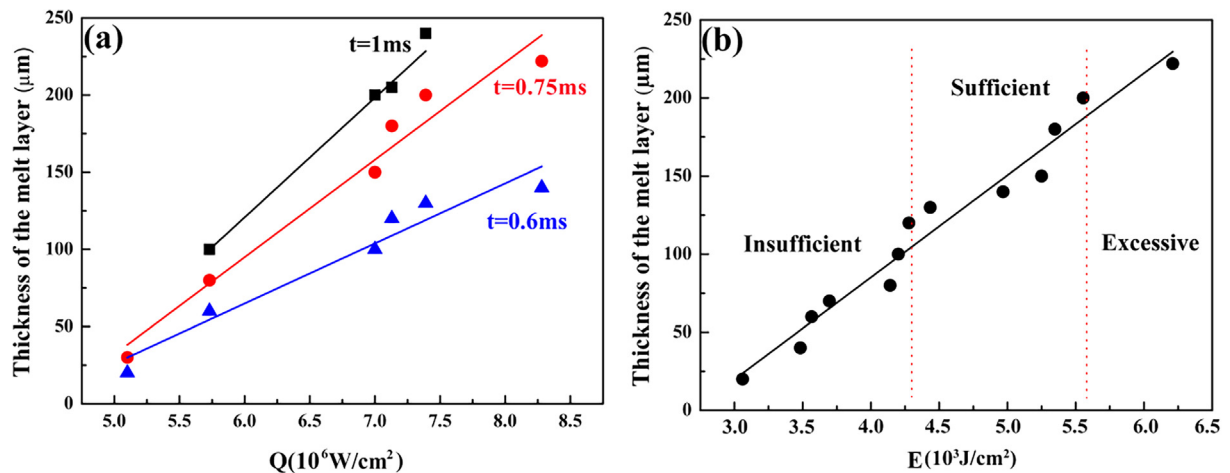 (a)
t=1ms
t=0.75ms
t=0.6ms
Thickness of the melt layer (μm)
250
200
150
100
50
0
5.0 5.5 6.0 6.5 7.0 7.5 8.0 8.5
Q(10⁶W/cm²)
(b)
Sufficient
Insufficient
Excessive
Thickness of the melt layer (μm)
250
200
150
100
50
0
3.0 3.5 4.0 4.5 5.0 5.5 6.0 6.5
E(10³J/cm²)